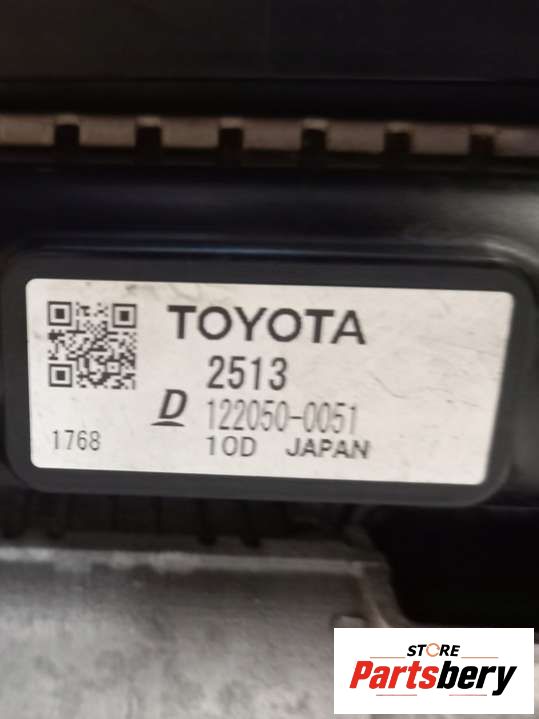 TOYOTA
2513
D 122050-0051
1768 10D JAPAN
STORE
Partsbery